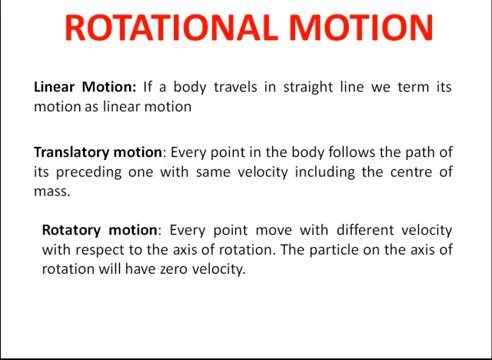 ROTATIONAL MOTION
Linear Motion: If a body travels in straight line we term its
motion as linear motion
Translatory motion: Every point in the body follows the path of
its preceding one with same velocity including the centre of
mass.
Rotatory motion: Every point move with different velocity
with respect to the axis of rotation. The particle on the axis of
rotation will have zero velocity.